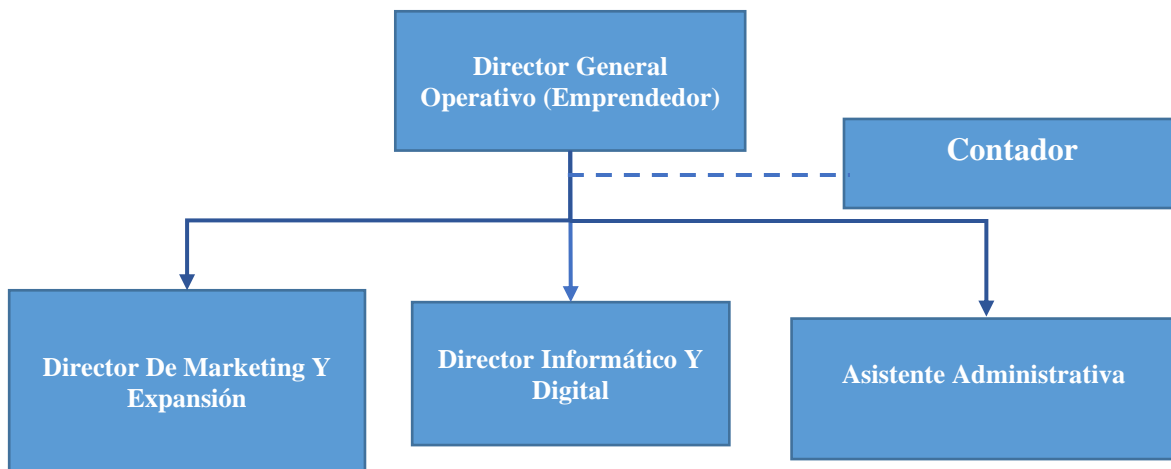 Director General
Operativo (Emprendedor)
Contador
Director De Marketing Y
Expansión
Director Informático Y
Digital
Asistente Administrativa